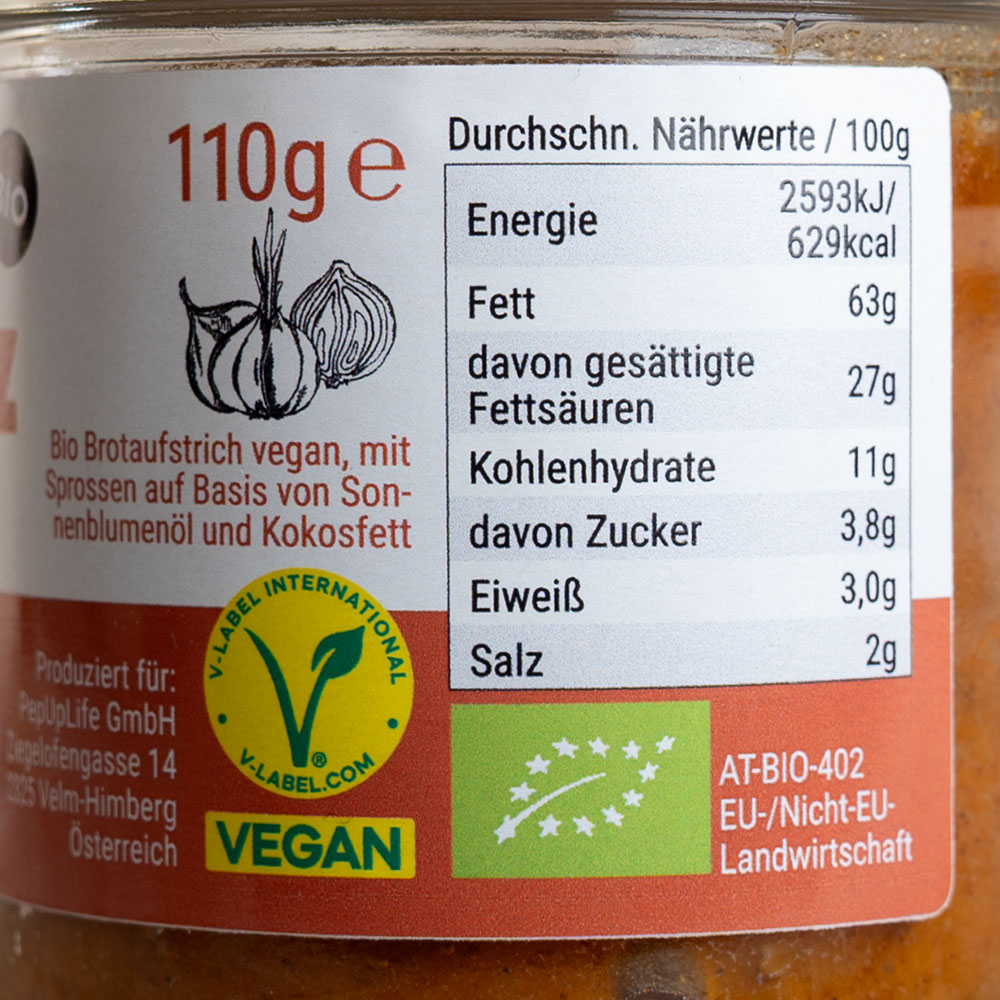 BIO
Z
110g e
Bio Brotaufstrich vegan, mit
Sprossen auf Basis von Son-
nenblumenöl und Kokosfett
Durchschn. Nährwerte / 100g
Energie 2593kJ/
629kcal
Fett 63g
davon gesättigte
Fettsäuren 27g
Kohlenhydrate 11g
davon Zucker 3,8g
Eiweiß 3,0g
Salz 2g
Produziert für:
PepUpLife GmbH
Ziegelofengasse 14
2325 Velm-Himberg
Österreich
V-LABEL INTERNATIONAL
®
V-LABEL.COM
VEGAN
AT-BIO-402
EU-/Nicht-EU-
Landwirtschaft